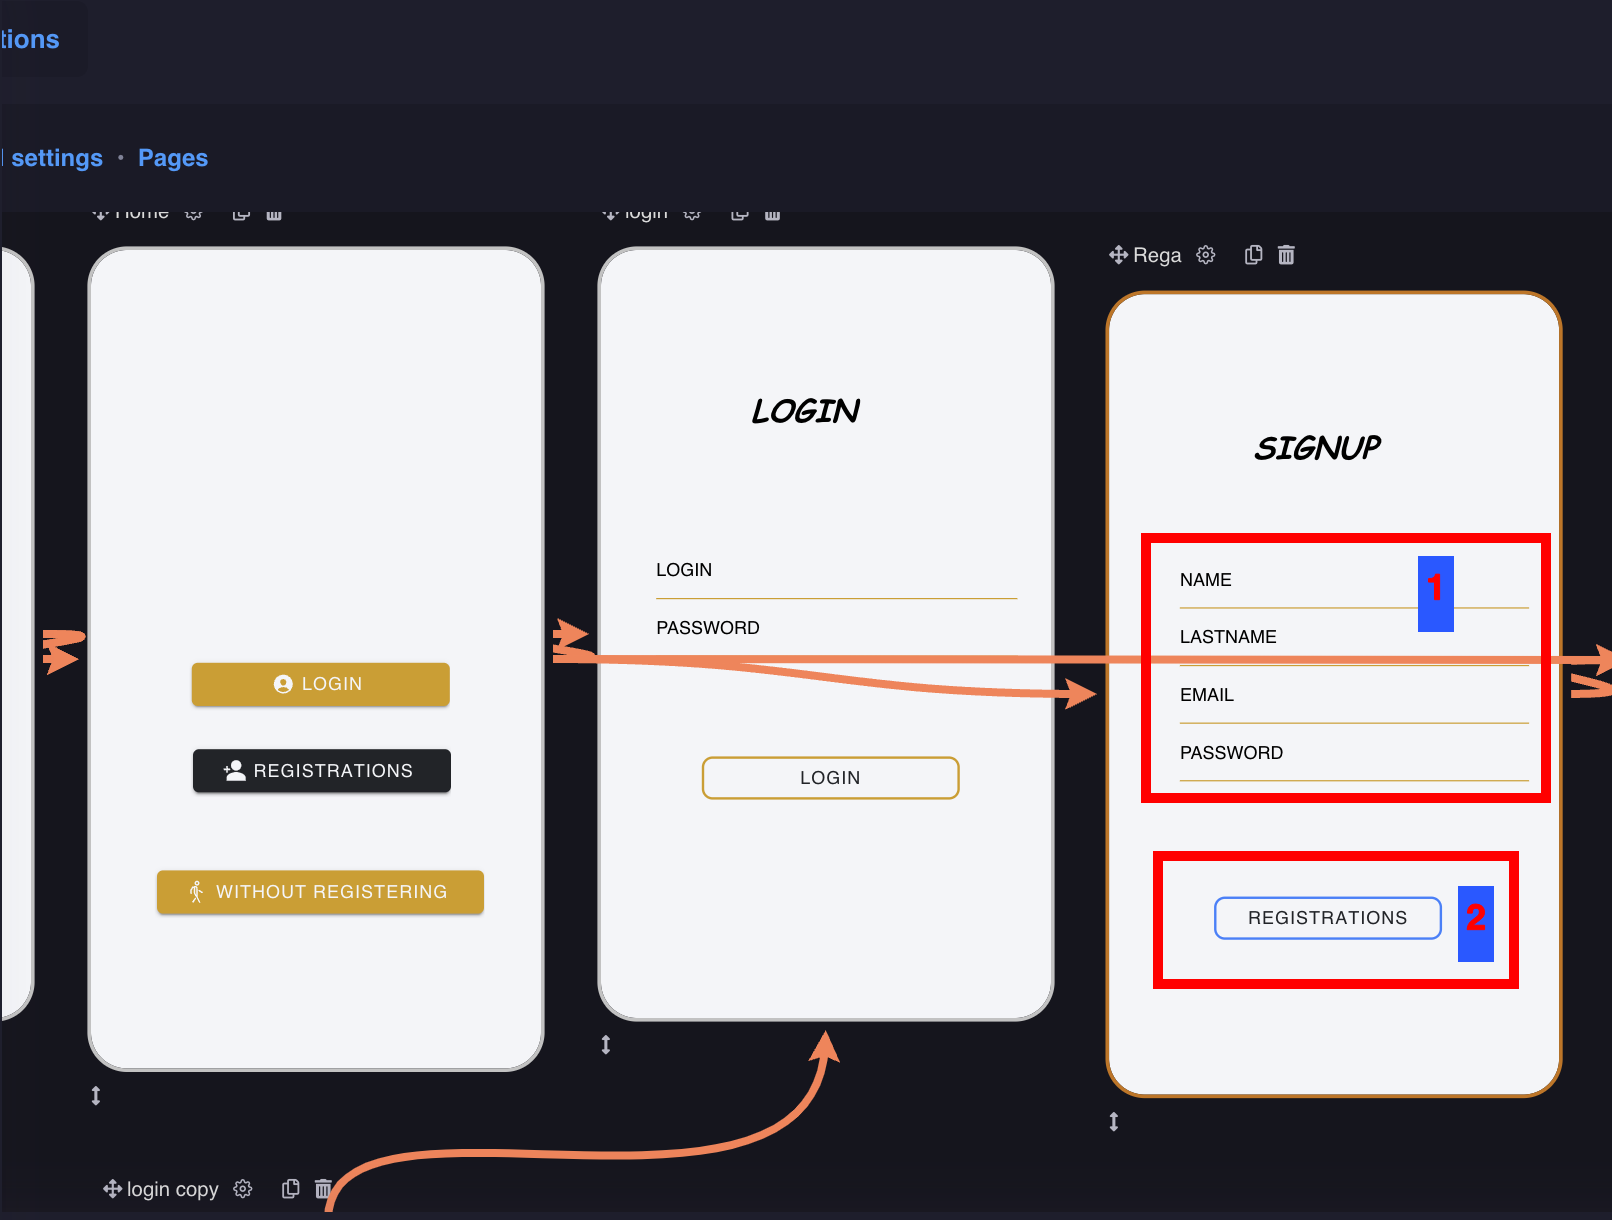 tions
settings • Pages
Home
login
Rega
LOGIN
REGISTRATIONS
WITHOUT REGISTERING
LOGIN
LOGIN
PASSWORD
LOGIN
SIGNUP
NAME
1
LASTNAME
EMAIL
PASSWORD
REGISTRATIONS
2
login copy